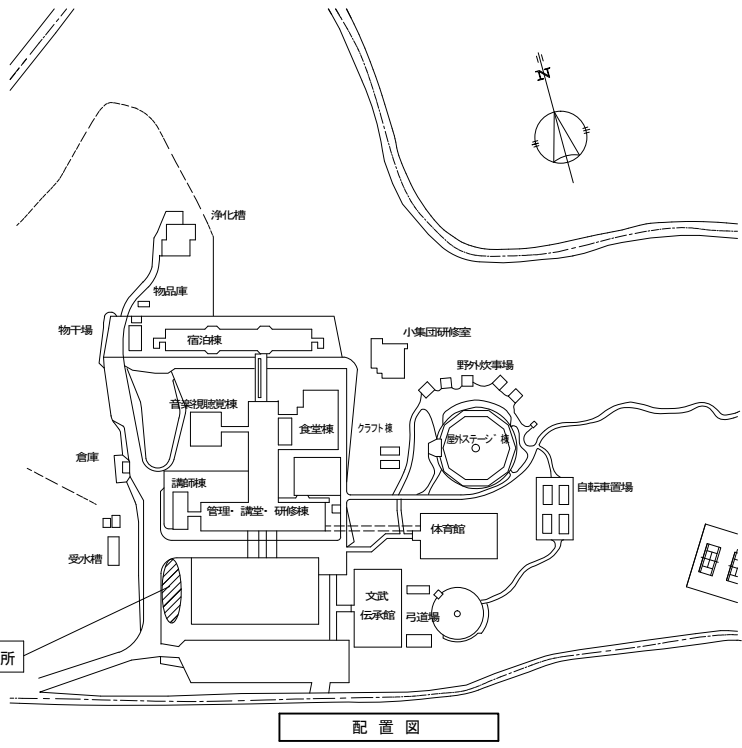 N
浄化槽
物品庫
物干場
宿泊棟
小集団研修室
野外炊事場
音楽視聴覚棟
食堂棟
クラフト棟
屋外ステージ棟
倉庫
講師棟
管理・講堂・研修棟
自転車置場
体育館
受水槽
文武
伝承館
弓道場
所
配置図